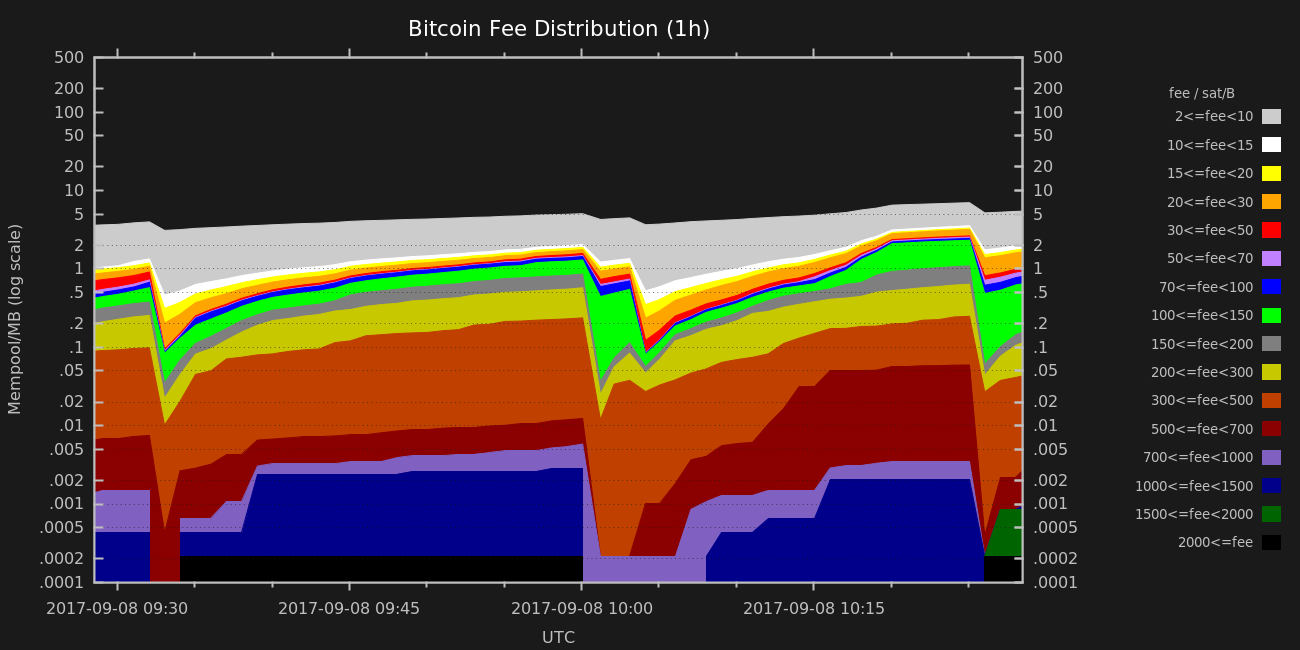 Bitcoin Fee Distribution (1h)
500 500
200 200
100 100
50 50
20 20
10 10
5 5
2 2
1 1
.5 .5
.2 .2
.1 .1
.05 .05
.02 .02
.01 .01
.005 .005
.002 .002
.001 .001
.0005 .0005
.0002 .0002
.0001 .0001
Mempool/MB (log scale)
2017-09-08 09:30 2017-09-08 09:45 2017-09-08 10:00 2017-09-08 10:15
UTC
fee / sat/B
2<=fee<10
10<=fee<15
15<=fee<20
20<=fee<30
30<=fee<50
50<=fee<70
70<=fee<100
100<=fee<150
150<=fee<200
200<=fee<300
300<=fee<500
500<=fee<700
700<=fee<1000
1000<=fee<1500
1500<=fee<2000
2000<=fee